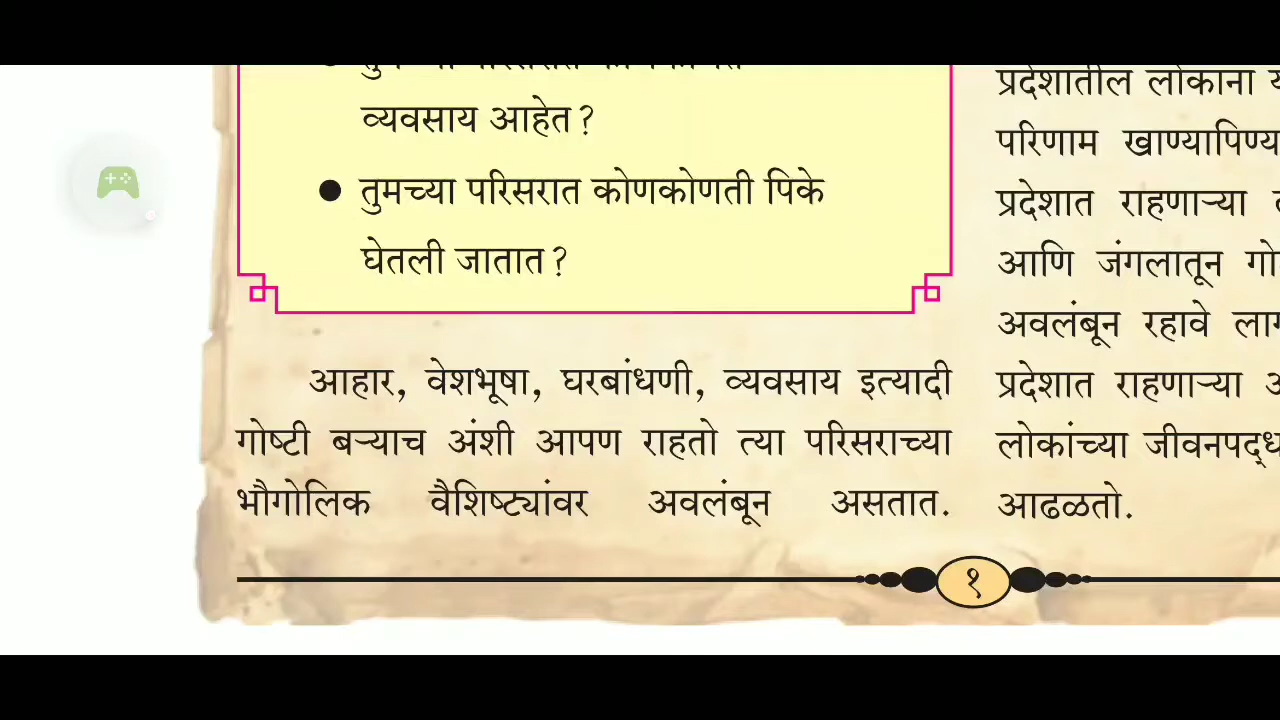 व्यवसाय आहेत?
● तुमच्या परिसरात कोणकोणती पिके
घेतली जातात?
आहार, वेशभूषा, घरबांधणी, व्यवसाय इत्यादी
गोष्टी बऱ्याच अंशी आपण राहतो त्या परिसराच्या
भौगोलिक वैशिष्ट्यांवर अवलंबून असतात.
प्रदेशातील लोकांना
परिणाम
प्रदेशात राहणाऱ्या
आणि जंगलातून
अवलंबून रहावे
प्रदेशात राहणाऱ्या
लोकांच्या
आढळतो.
१